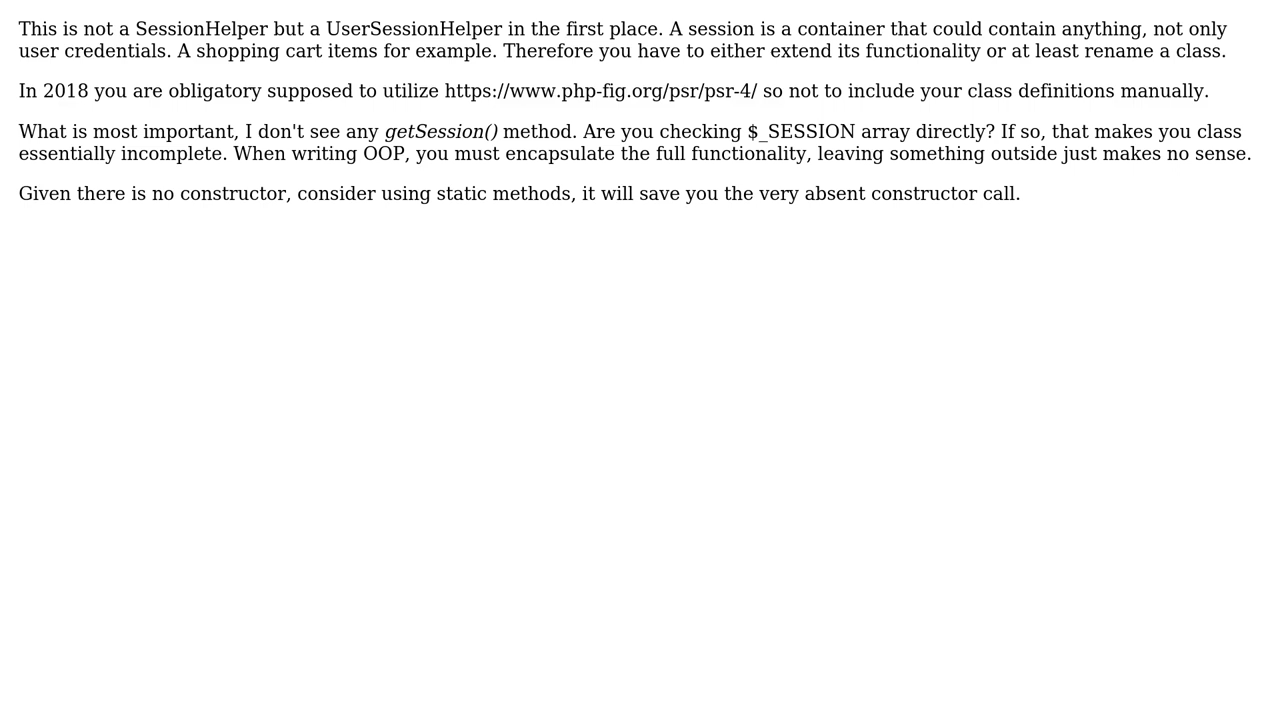 This is not a SessionHelper but a UserSessionHelper in the first place. A session is a container that could contain anything, not only
user credentials. A shopping cart items for example. Therefore you have to either extend its functionality or at least rename a class.
In 2018 you are obligatory supposed to utilize https://www.php-fig.org/psr/psr-4/ so not to include your class definitions manually.
What is most important, I don't see any getSession() method. Are you checking $_SESSION array directly? If so, that makes you class
essentially incomplete. When writing OOP, you must encapsulate the full functionality, leaving something outside just makes no sense.
Given there is no constructor, consider using static methods, it will save you the very absent constructor call.